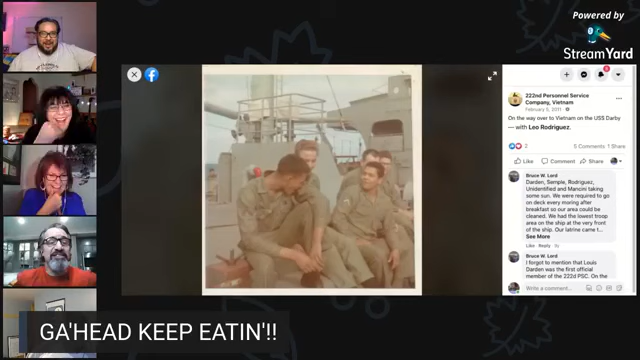 Powered by
StreamYard
222nd Personnel Service
Company, Vietnam
February 5, 2011
On the way over to Vietnam on the USS Darby
— with Leo Rodriguez.
2
5 Comments 1 Share
Like
Comment
Share
Bruce W. Lord
Darden, Semple, Rodriguez,
Unidentified and Mancini taking
some sun. We were required to go
on deck every morning after
breakfast so our area could be
cleaned. We had the lowest troop
area on the ship at the very front
of the ship. Our latrine came t...
See More
Like · Reply ·
Bruce W. Lord
I forgot to mention that Louis
Darden was the first official
member of the 222d PSC. On the
Write a comment...
GA'HEAD KEEP EATIN'!!